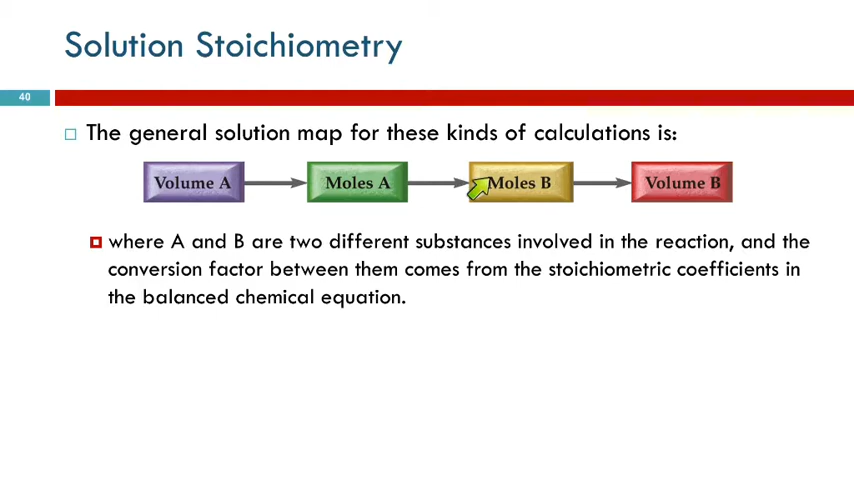 Solution Stoichiometry
40
The general solution map for these kinds of calculations is:
Volume A Moles A Moles B Volume B
where A and B are two different substances involved in the reaction, and the
conversion factor between them comes from the stoichiometric coefficients in
the balanced chemical equation.